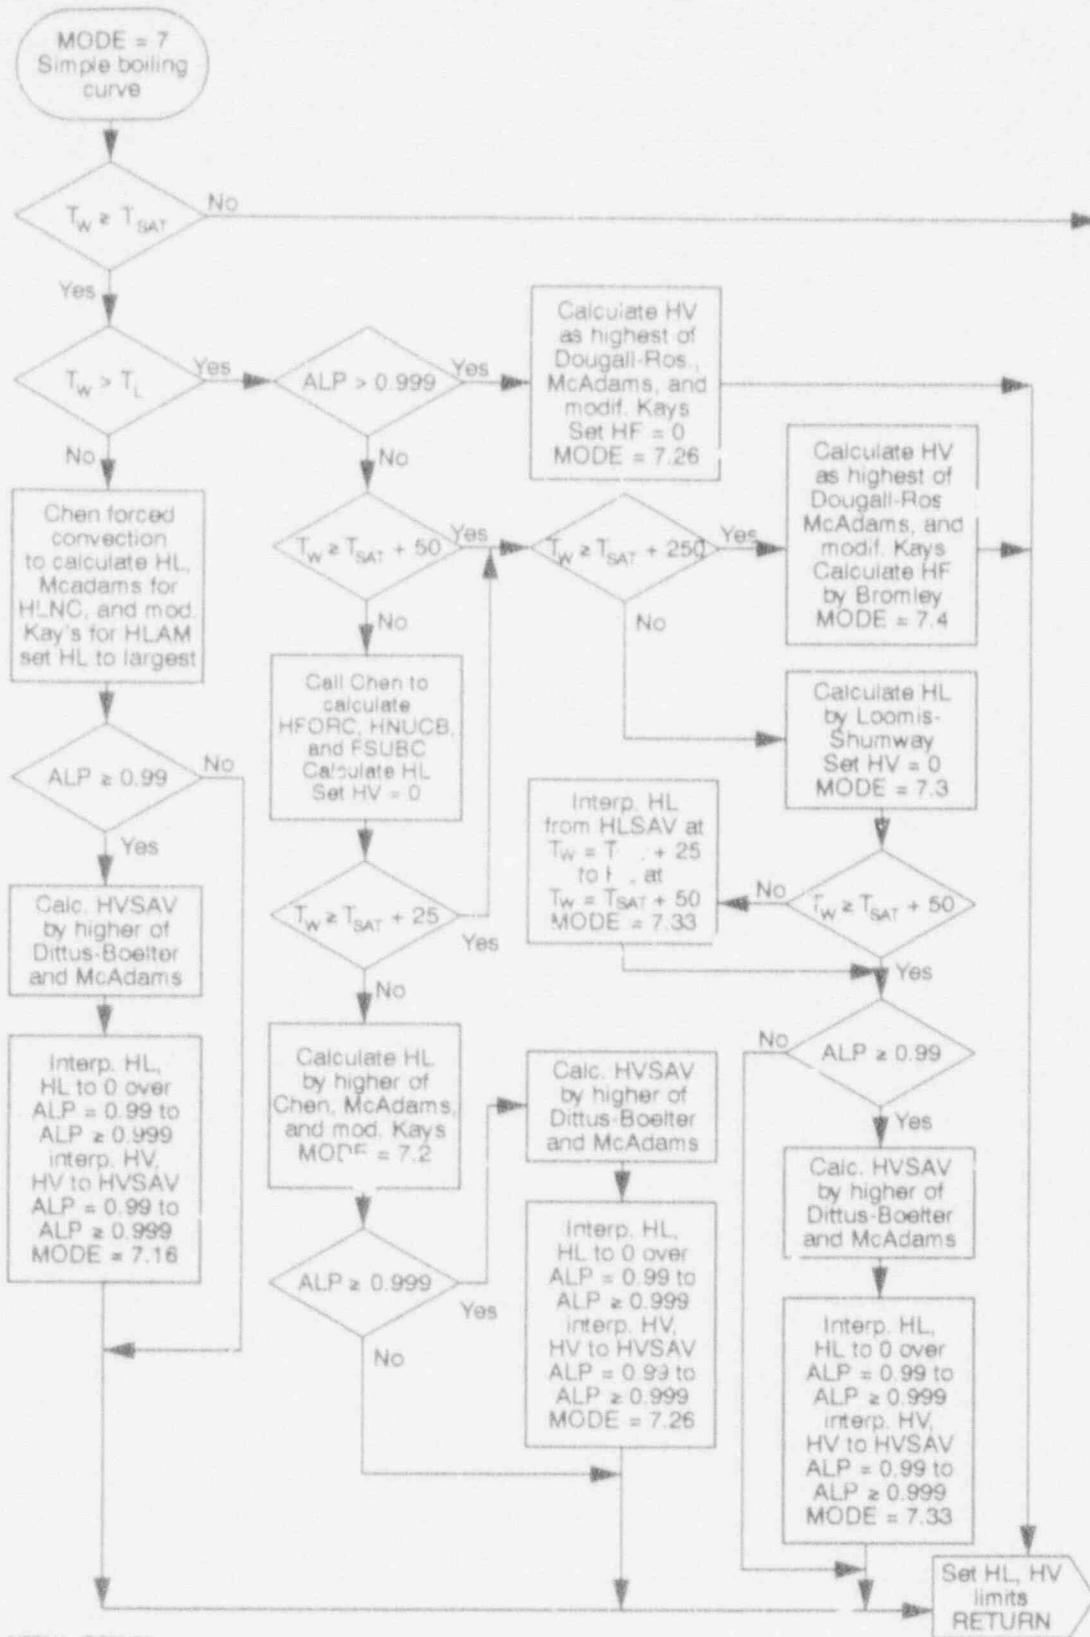 MODE = 7
Simple boiling
curve
T_W ≥ T_SAT
No
Yes
T_W > T_L
Yes
No
ALP > 0.999
Yes
No
Calculate HV
as highest of
Dougall-Ros.,
McAdams, and
modif. Kays
Set HF = 0
MODE = 7.26
Chen forced
convection
to calculate HL,
Mcadams for
HLNC, and mod.
Kay's for HLAM
set HL to largest
T_W ≥ T_SAT + 50
Yes
No
T_W ≥ T_SAT + 250
Yes
No
Calculate HV
as highest of
Dougall-Ros
McAdams, and
modif. Kays
Calculate HF
by Bromley
MODE = 7.4
Call Chen to
calculate
HFORC, HNUCB,
and FSUBC
Calculate HL
Set HV = 0
Calculate HL
by Loomis-
Shumway
Set HV = 0
MODE = 7.3
ALP ≥ 0.99
No
Yes
Interp. HL
from HLSAV at
T_W = T + 25
to at
T_W = T_SAT + 50
MODE = 7.33
No
T_W ≥ T_SAT + 50
Yes
T_W ≥ T_SAT + 25
Yes
No
Calc. HVSAV
by higher of
Dittus-Boelter
and McAdams
Interp. HL,
HL to 0 over
ALP = 0.99 to
ALP ≥ 0.999
interp. HV,
HV to HVSAV
ALP = 0.99 to
ALP ≥ 0.999
MODE = 7.16
Calculate HL
by higher of
Chen, McAdams,
and mod. Kays
MODE = 7.2
Calc. HVSAV
by higher of
Dittus-Boelter
and McAdams
No
ALP ≥ 0.99
Yes
Calc. HVSAV
by higher of
Dittus-Boelter
and McAdams
ALP ≥ 0.999
Yes
No
Interp. HL,
HL to 0 over
ALP = 0.99 to
ALP ≥ 0.999
interp. HV,
HV to HVSAV
ALP = 0.99 to
ALP ≥ 0.999
MODE = 7.26
Interp. HL,
HL to 0 over
ALP = 0.99 to
ALP ≥ 0.999
interp. HV,
HV to HVSAV
ALP = 0.99 to
ALP ≥ 0.999
MODE = 7.33
Set HL, HV
limits
RETURN